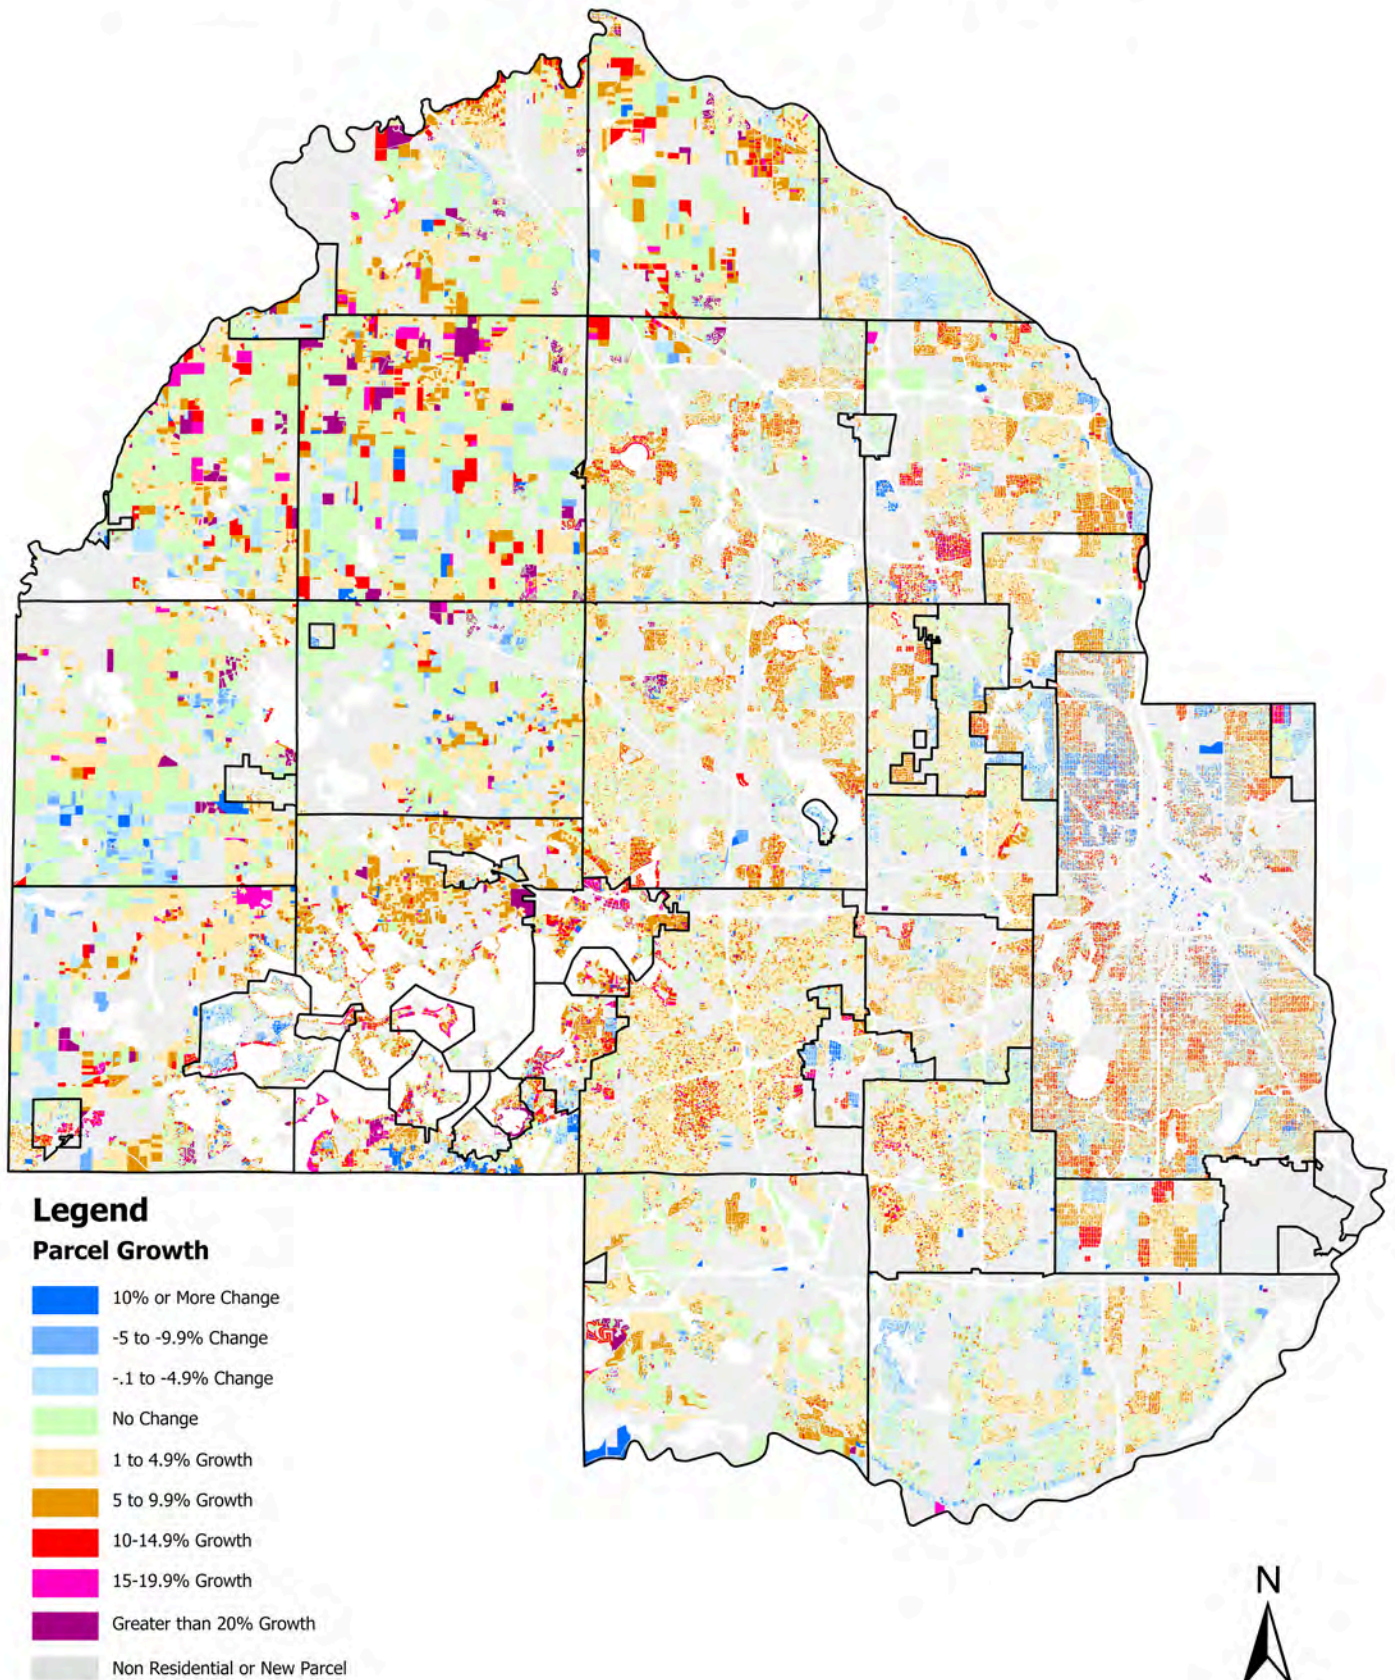 N
Legend
Parcel Growth
10% or More Change
-5 to -9.9% Change
-.1 to -4.9% Change
No Change
1 to 4.9% Growth
5 to 9.9% Growth
10-14.9% Growth
15-19.9% Growth
Greater than 20% Growth
Non Residential or New Parcel